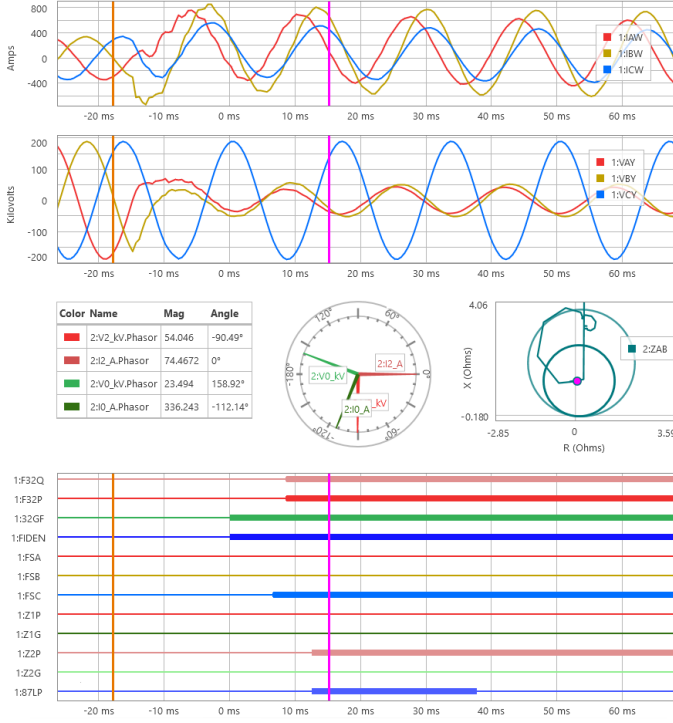 800
400
0
-400
Amps
1:IAW
1:IBW
1:ICW
-20 ms -10 ms 0 ms 10 ms 20 ms 30 ms 40 ms 50 ms 60 ms
200
100
0
-100
-200
Kilovolts
1:VAY
1:VBY
1:VCY
-20 ms -10 ms 0 ms 10 ms 20 ms 30 ms 40 ms 50 ms 60 ms
Color Name Mag Angle
2:V2_kV.Phasor 54.046 -90.49°
2:I2_A.Phasor 74.4672 0°
2:V0_kV.Phasor 23.494 158.92°
2:I0_A.Phasor 336.243 -112.14°
120° 60°
-180° 0°
-120° -60°
2:I2_A
2:V0_kV
2:I0_A _kV
4.06
X (Ohms)
-0.180
2:ZAB
-2.85 0 3.59
R (Ohms)
1:F32Q
1:F32P
1:32GF
1:FIDEN
1:FSA
1:FSB
1:FSC
1:Z1P
1:Z1G
1:Z2P
1:Z2G
1:87LP
-20 ms -10 ms 0 ms 10 ms 20 ms 30 ms 40 ms 50 ms 60 ms